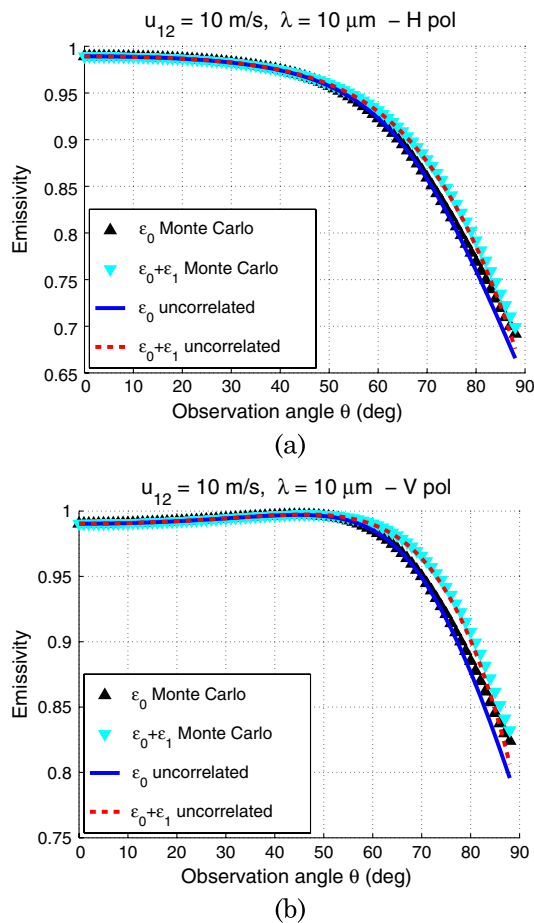 u12 = 10 m/s, λ = 10 μm − H pol
1
0.95
0.9
0.85
0.8
0.75
0.7
0.65
Emissivity
ε0 Monte Carlo
ε0+ε1 Monte Carlo
ε0 uncorrelated
ε0+ε1 uncorrelated
0 10 20 30 40 50 60 70 80 90
Observation angle θ (deg)
(a)
u12 = 10 m/s, λ = 10 μm − V pol
1
0.95
0.9
0.85
0.8
0.75
Emissivity
ε0 Monte Carlo
ε0+ε1 Monte Carlo
ε0 uncorrelated
ε0+ε1 uncorrelated
0 10 20 30 40 50 60 70 80 90
Observation angle θ (deg)
(b)